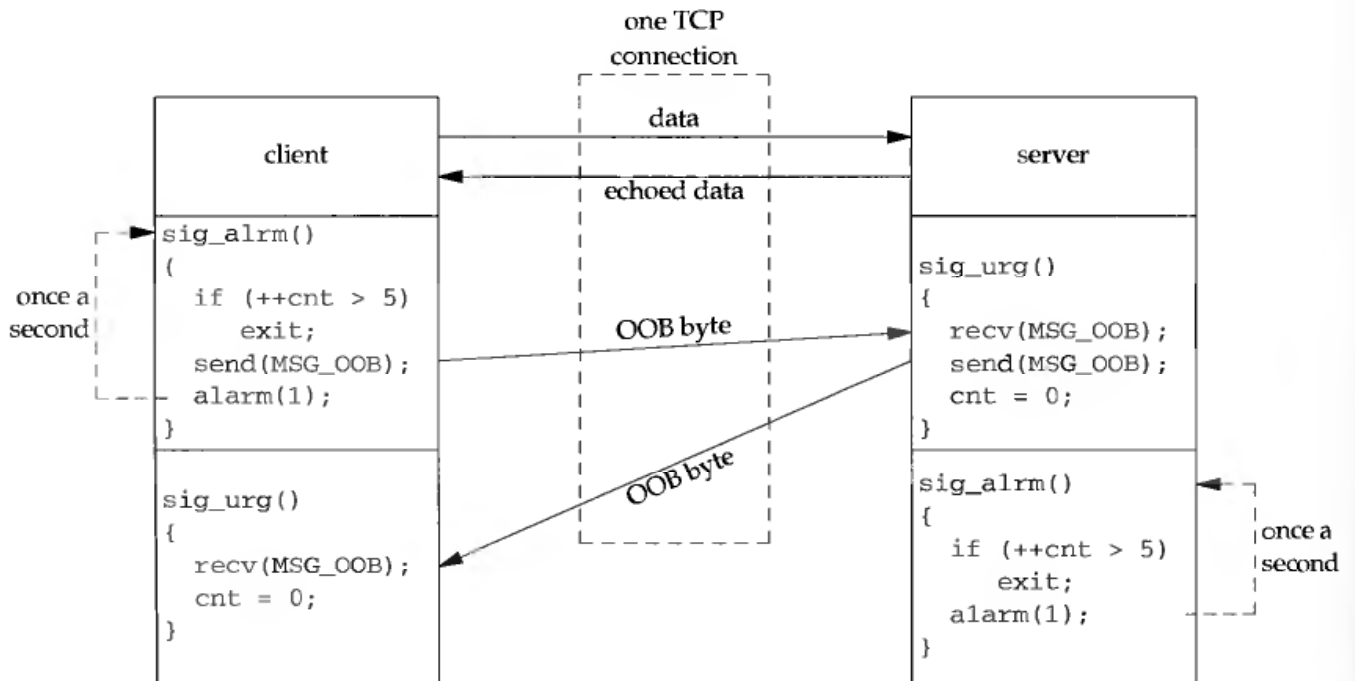 one TCP
connection
data
client
server
echoed data
sig_alrm()
(
if (++cnt > 5)
exit;
send(MSG_OOB);
alarm(1);
}
once a
second
OOB byte
sig_urg()
{
recv(MSG_OOB);
send(MSG_OOB);
cnt = 0;
}
sig_urg()
{
recv(MSG_OOB);
cnt = 0;
}
OOB byte
sig_alrm()
{
if (++cnt > 5)
exit;
alarm(1);
}
once a
second